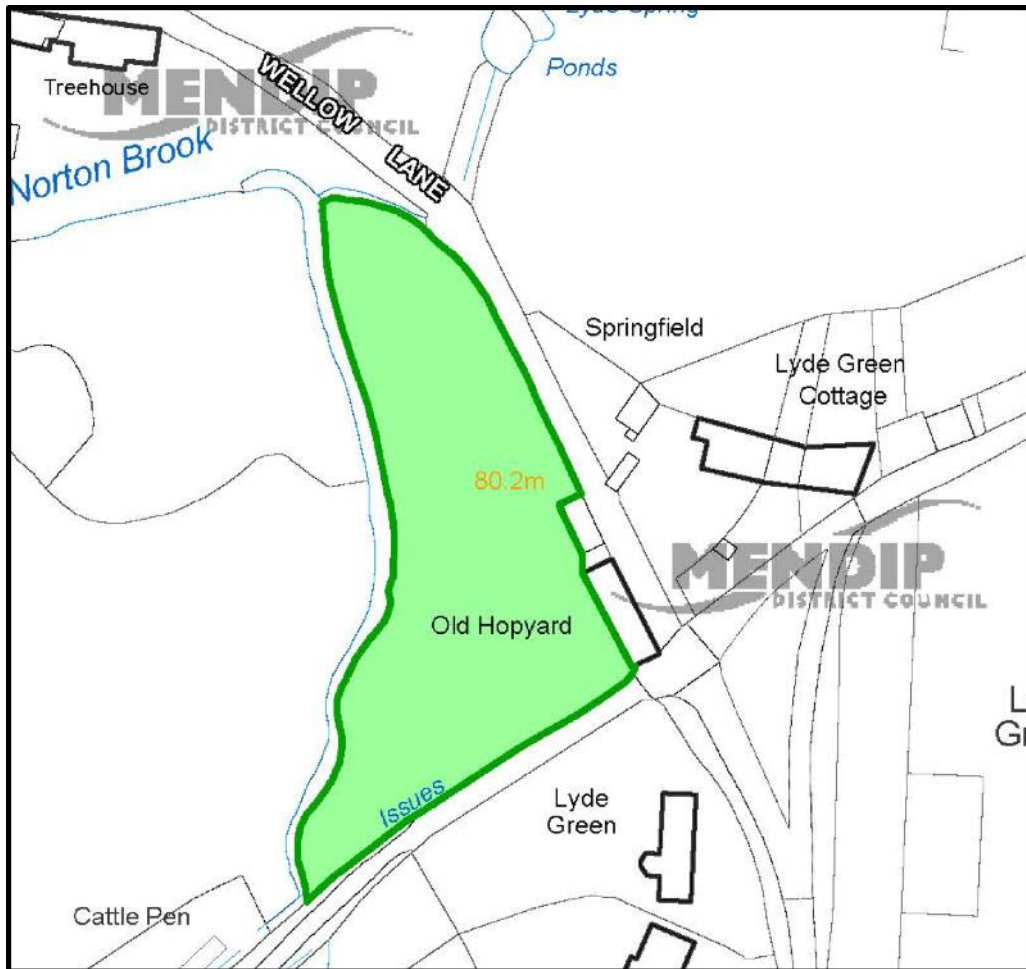 Lyde Spring
Ponds
Treehouse
MENDIP
DISTRICT COUNCIL
WELLOW
LANE
Norton Brook
Springfield
Lyde Green
Cottage
80.2m
MENDIP
DISTRICT COUNCIL
Old Hopyard
Issues
Lyde
Green
Cattle Pen